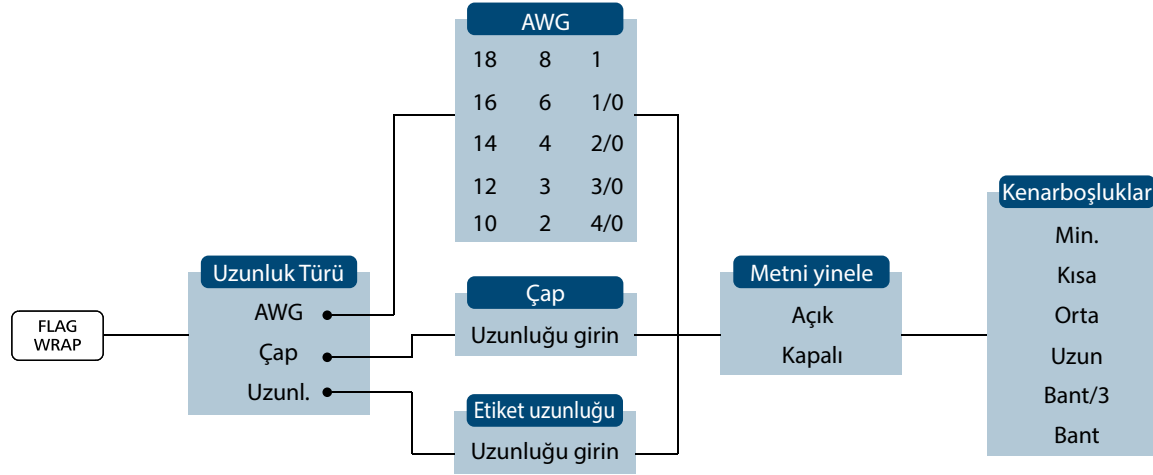 FLAG
WRAP
Uzunluk Türü
AWG
Çap
Uzunl.
AWG
18 8 1
16 6 1/0
14 4 2/0
12 3 3/0
10 2 4/0
Çap
Uzunluğu girin
Etiket uzunluğu
Uzunluğu girin
Metni yinele
Açık
Kapalı
Kenarboşluklar
Min.
Kısa
Orta
Uzun
Bant/3
Bant